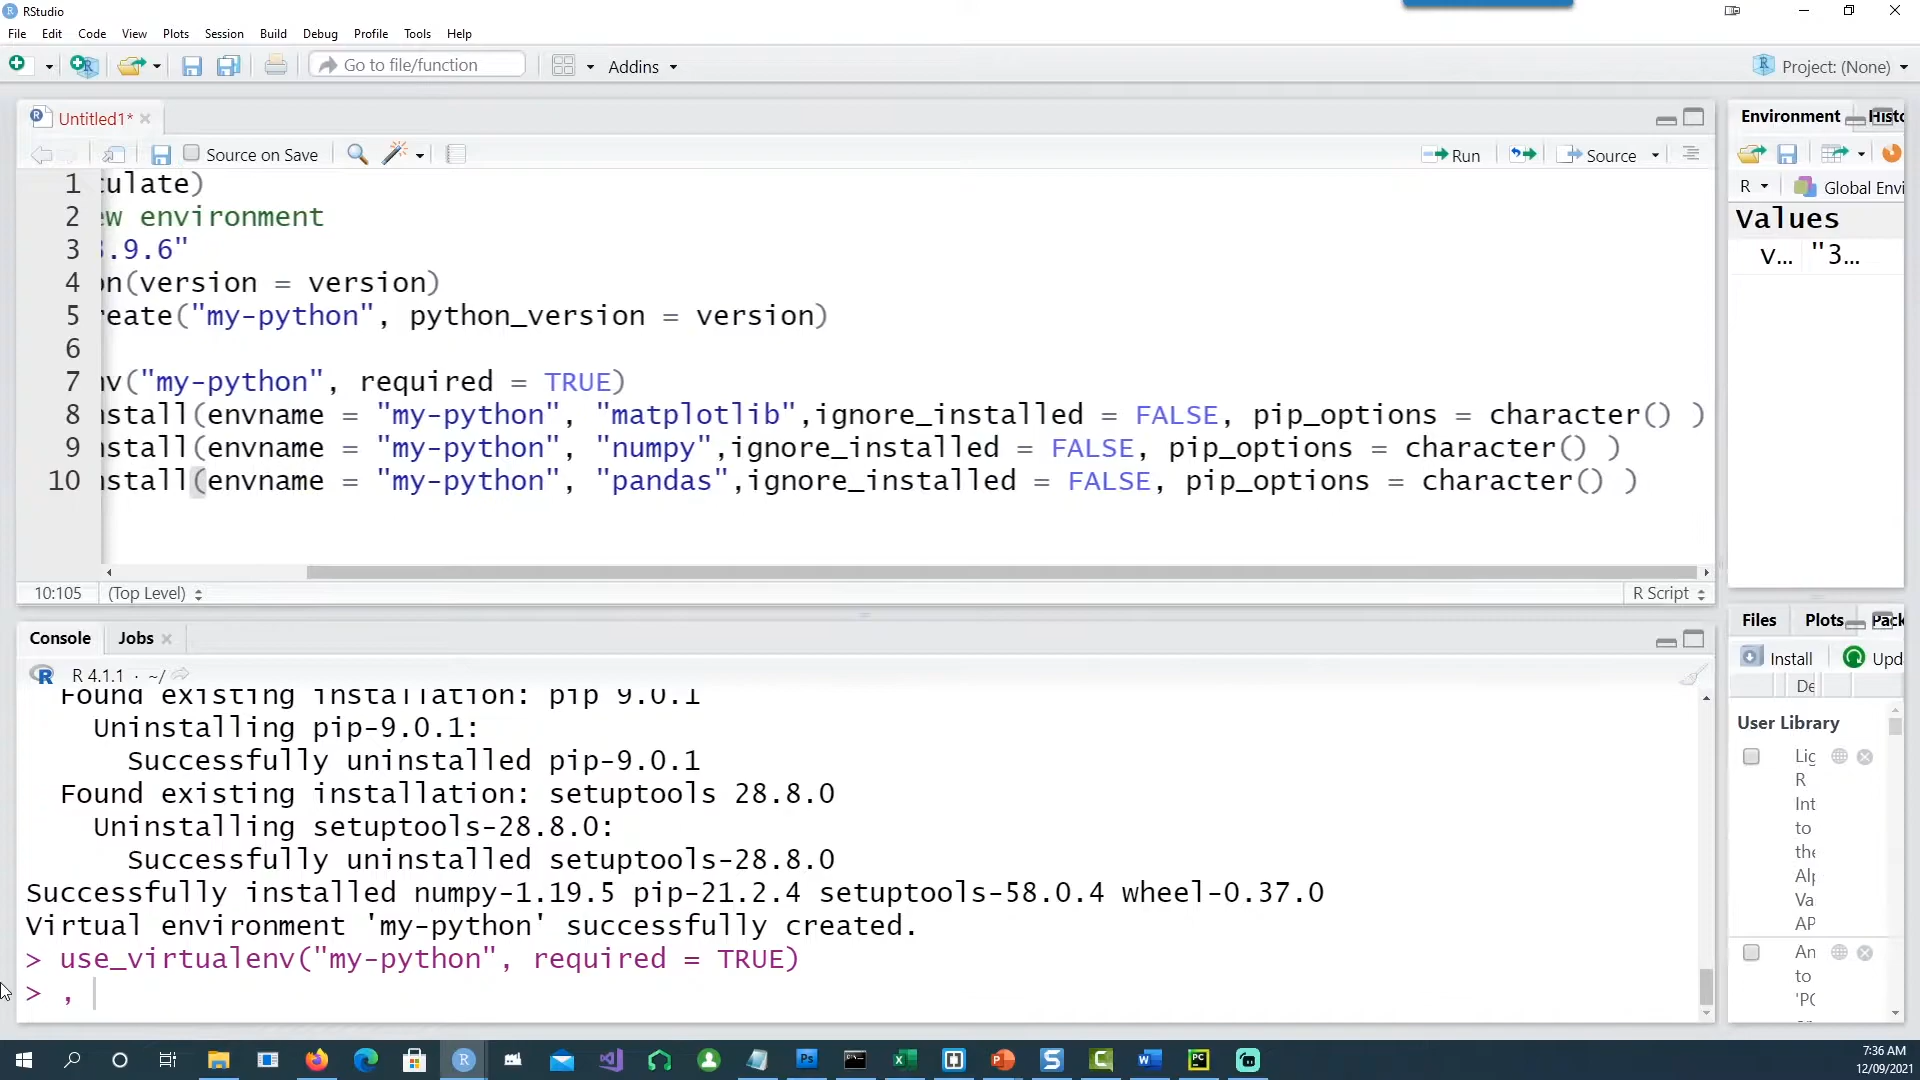 RStudio
File Edit Code View Plots Session Build Debug Profile Tools Help
Go to file/function
Addins
Project: (None)
Untitled1*
Source on Save
Run
Source
1 culate)
2 ew environment
3 3.9.6"
4 on(version = version)
5 reate("my-python", python_version = version)
6
7 nv("my-python", required = TRUE)
8 nstall(envname = "my-python", "matplotlib",ignore_installed = FALSE, pip_options = character() )
9 nstall(envname = "my-python", "numpy",ignore_installed = FALSE, pip_options = character() )
10 nstall(envname = "my-python", "pandas",ignore_installed = FALSE, pip_options = character() )
10:105 (Top Level)
R Script
Console Jobs
R 4.1.1 · ~/
Found existing installation: pip 9.0.1
Uninstalling pip-9.0.1:
Successfully uninstalled pip-9.0.1
Found existing installation: setuptools 28.8.0
Uninstalling setuptools-28.8.0:
Successfully uninstalled setuptools-28.8.0
Successfully installed numpy-1.19.5 pip-21.2.4 setuptools-58.0.4 wheel-0.37.0
Virtual environment 'my-python' successfully created.
> use_virtualenv("my-python", required = TRUE)
> ,
Environment Histo
R Global Envi
Values
v... "3...
Files Plots Pack
Install Upd
De
User Library
Lig
R
Int
to
the
Alp
Va
AP
An
to
'PC
7:36 AM
12/09/2021